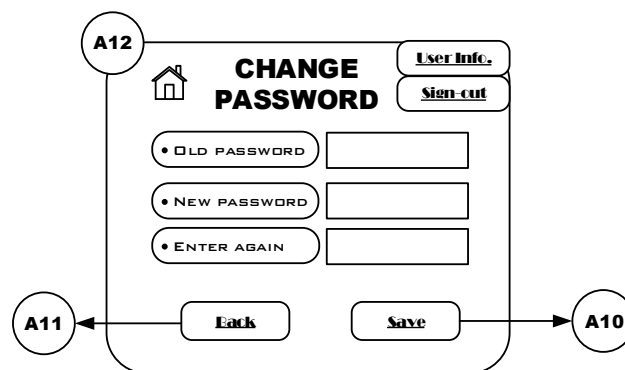 A12
CHANGE
PASSWORD
User Info.
Sign-out
• OLD PASSWORD
• NEW PASSWORD
• ENTER AGAIN
A11
Back
Save
A10